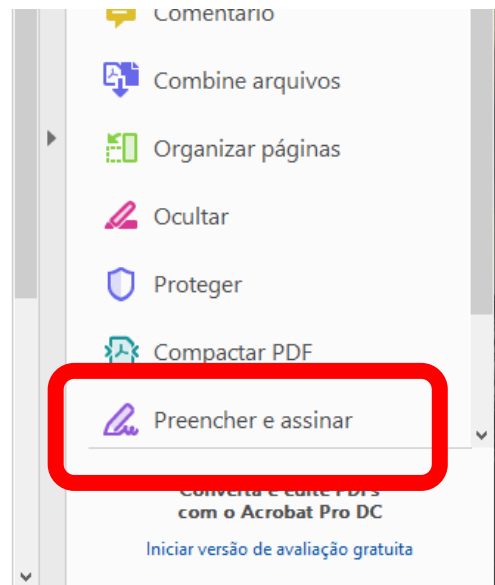 Comentário
Combine arquivos
Organizar páginas
Ocultar
Proteger
Compactar PDF
Preencher e assinar
Converta e edite PDFs
com o Acrobat Pro DC
Iniciar versão de avaliação gratuita